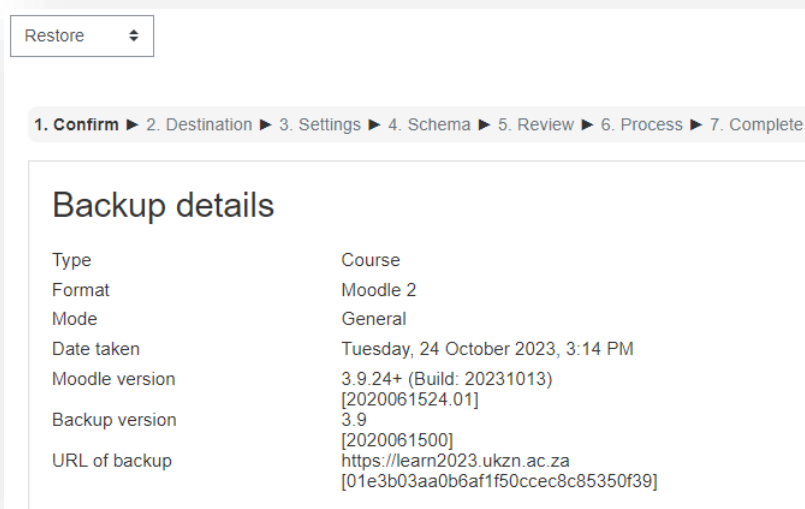 Restore
1. Confirm ► 2. Destination ► 3. Settings ► 4. Schema ► 5. Review ► 6. Process ► 7. Complete
Backup details
Type Course
Format Moodle 2
Mode General
Date taken Tuesday, 24 October 2023, 3:14 PM
Moodle version 3.9.24+ (Build: 20231013)
[2020061524.01]
Backup version 3.9
[2020061500]
URL of backup https://learn2023.ukzn.ac.za
[01e3b03aa0b6af1f50ccec8c85350f39]